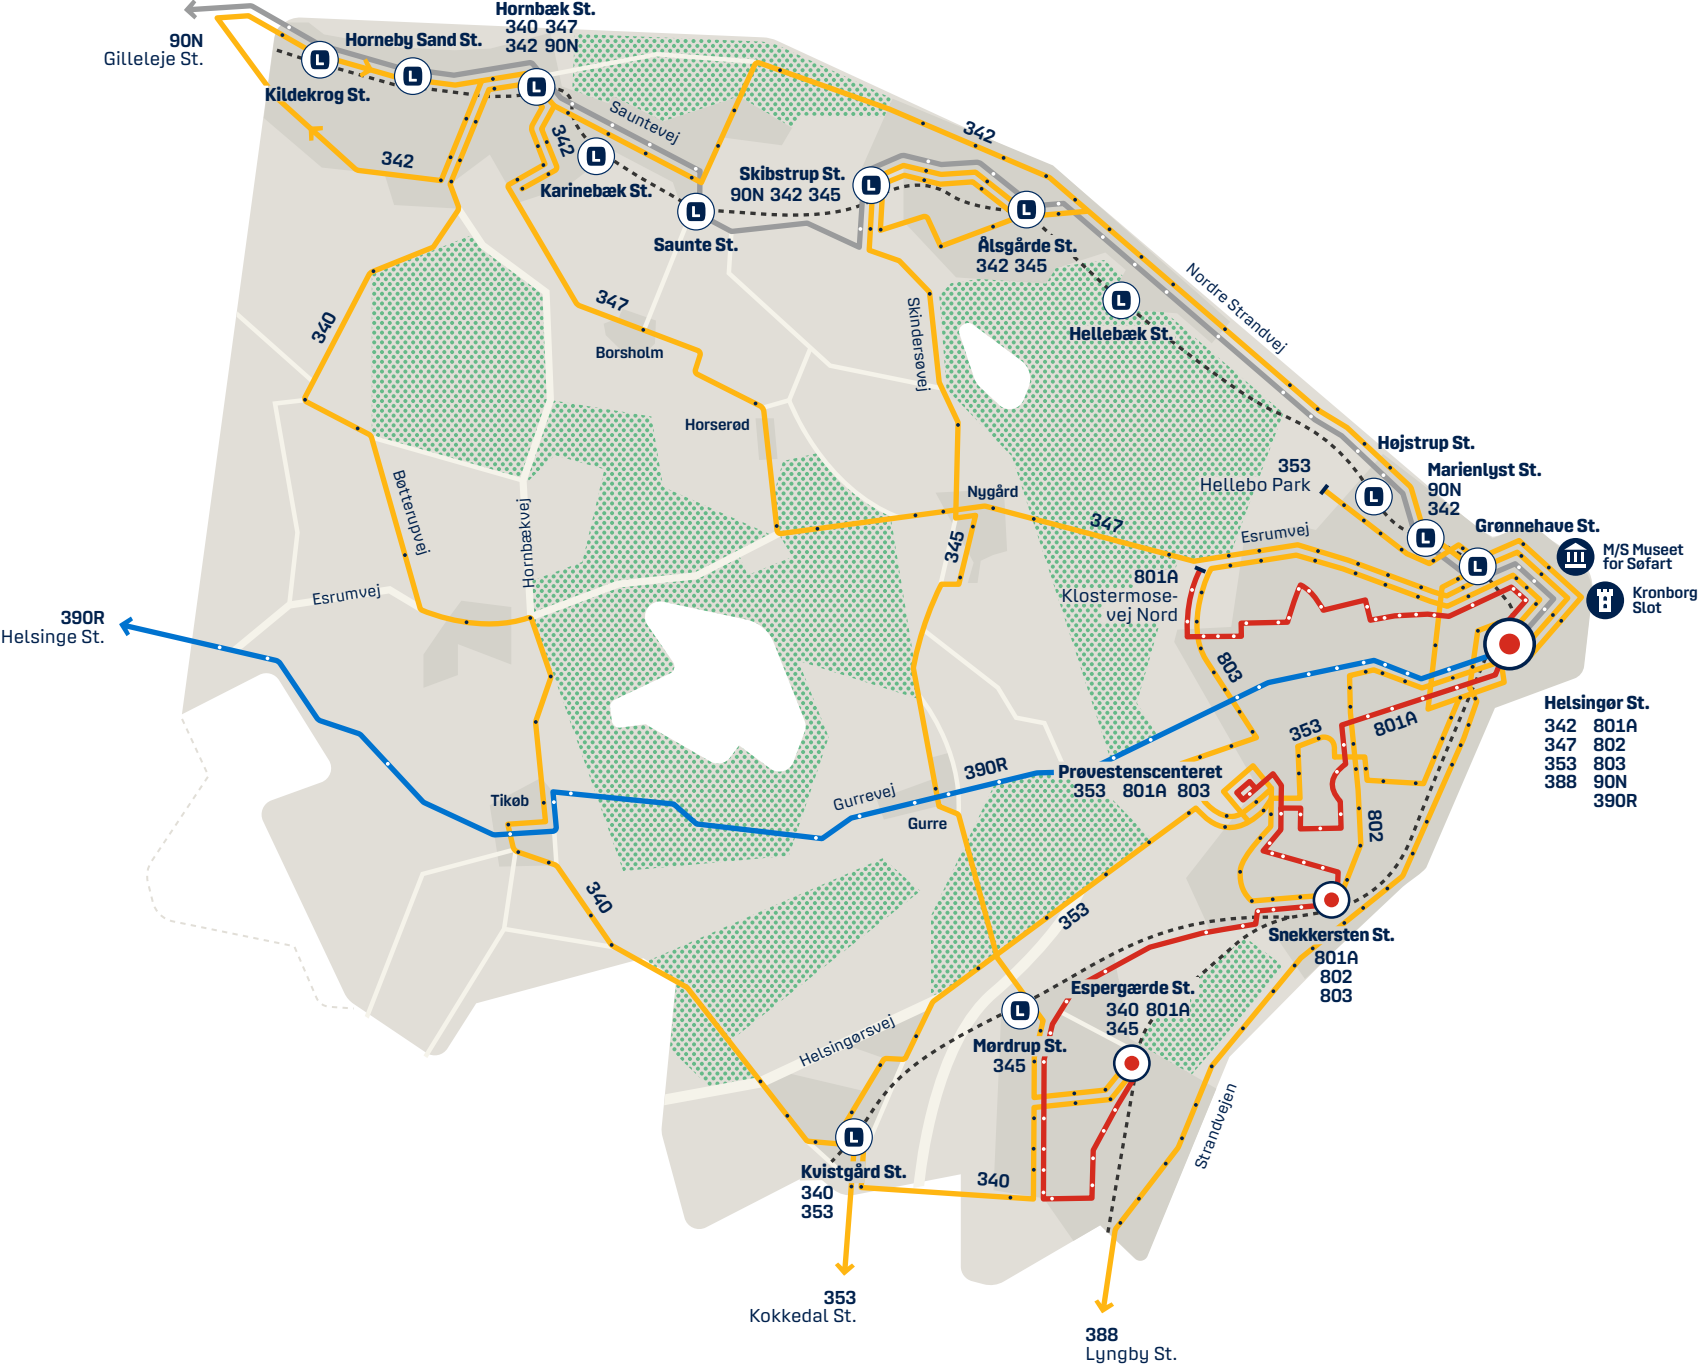 Hornbæk St.
340 347
342 90N
Horneby Sand St.
90N
Gilleleje St.
Kildekrog St.
342
342
Sauntevej
Karinebæk St.
Saunte St.
Skibstrup St.
90N 342 345
342
Ålsgårde St.
342 345
Hellebæk St.
Nordre Strandvej
340
347
Borsholm
Skindersøvej
Horserød
Højstrup St.
Marienlyst St.
90N
342
353
Hellebo Park
Grønnehave St.
M/S Museet
for Søfart
Kronborg
Slot
Nygård
347
Esrumvej
345
Bøtterupvej
Hornbækvej
801A
Klostermose-
vej Nord
Esrumvej
390R
Helsinge St.
803
Helsingør St.
342 801A
347 802
353 803
388 90N
390R
353
801A
390R
Prøvestenscenteret
353 801A 803
Gurrevej
Gurre
Tikøb
802
340
353
Snekkersten St.
801A
802
803
Espergærde St.
340 801A
345
Helsingørsvej
Mørdrup St.
345
Strandvejen
Kvistgård St.
340
353
340
353
Kokkedal St.
388
Lyngby St.
L
L
L
L
L
L
L
L
L
L
L
L
L